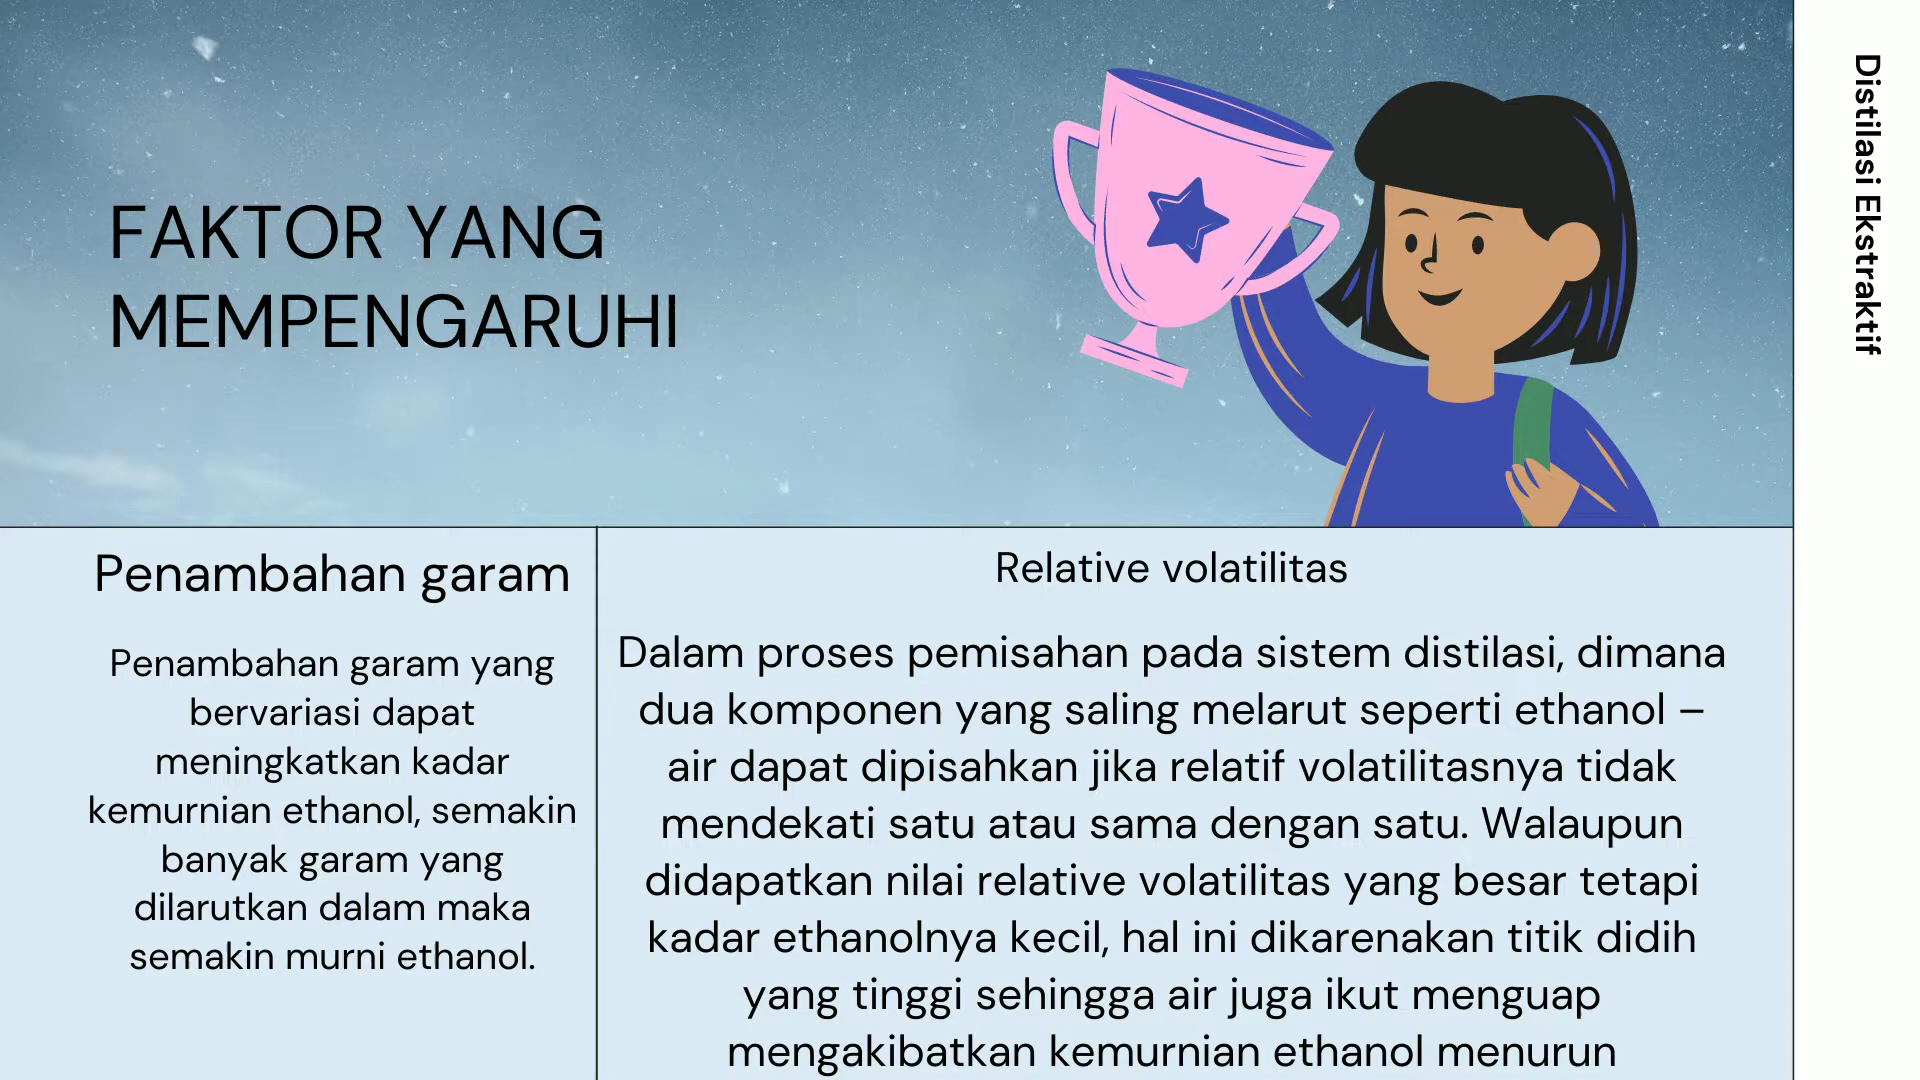 FAKTOR YANG
MEMPENGARUHI
Distilasi Ekstraktif
Penambahan garam
Penambahan garam yang
bervariasi dapat
meningkatkan kadar
kemurnian ethanol, semakin
banyak garam yang
dilarutkan dalam maka
semakin murni ethanol.
Relative volatilitas
Dalam proses pemisahan pada sistem distilasi, dimana
dua komponen yang saling melarut seperti ethanol –
air dapat dipisahkan jika relatif volatilitasnya tidak
mendekati satu atau sama dengan satu. Walaupun
didapatkan nilai relative volatilitas yang besar tetapi
kadar ethanolnya kecil, hal ini dikarenakan titik didih
yang tinggi sehingga air juga ikut menguap
mengakibatkan kemurnian ethanol menurun